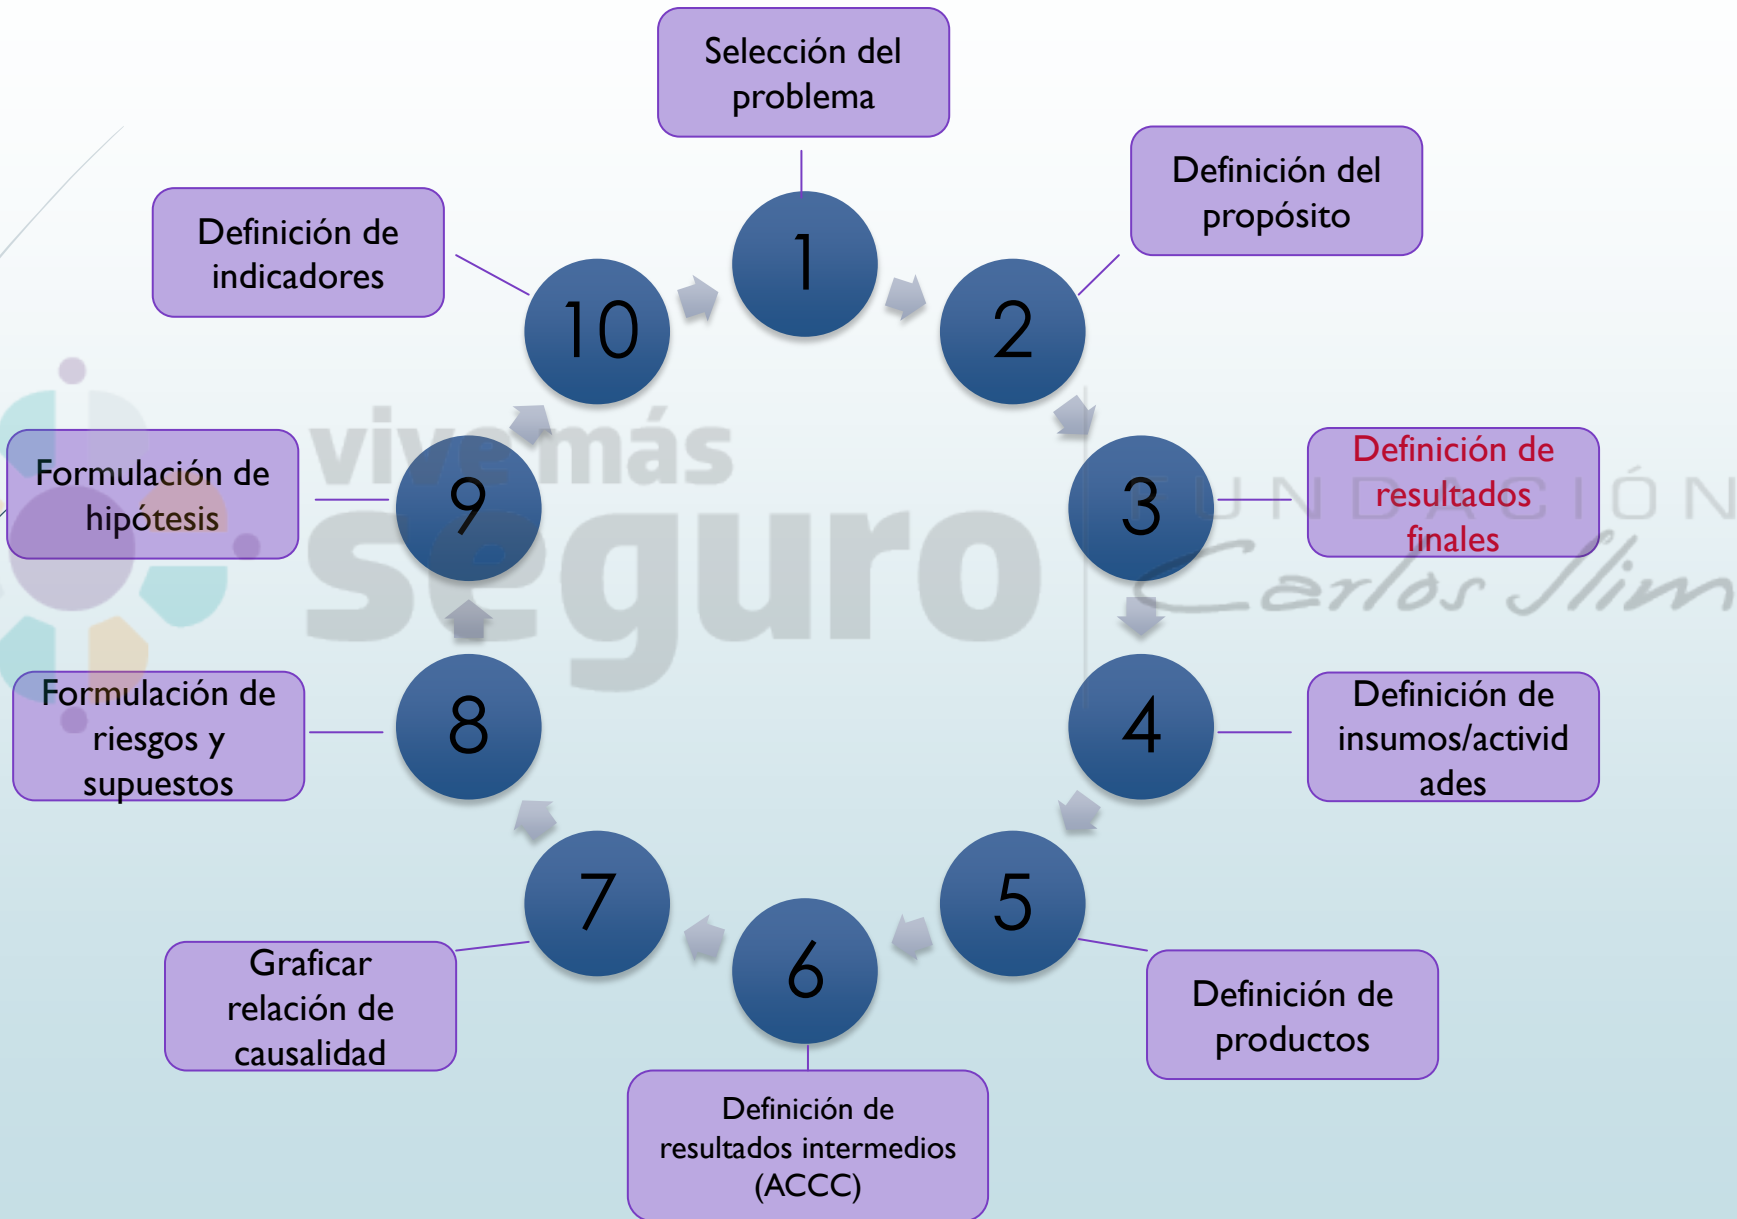 Selección del
problema
1
Definición del
propósito
2
Definición de
resultados
finales
3
Definición de
insumos/activid
ades
4
Definición de
productos
5
Definición de
resultados intermedios
(ACCC)
6
Graficar
relación de
causalidad
7
Formulación de
riesgos y
supuestos
8
Formulación de
hipótesis
9
Definición de
indicadores
10
vive más
seguro
FUNDACIÓN
Carlos Slim